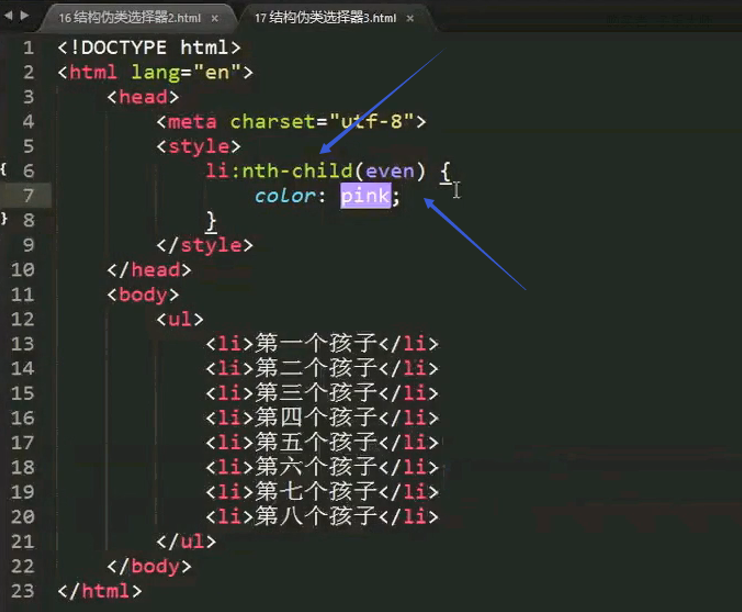 16 结构伪类选择器2.html × 17 结构伪类选择器3.html ×
1 <!DOCTYPE html>
2 <html lang="en">
3 <head>
4 <meta charset="utf-8">
5 <style>
{ 6 li:nth-child(even) {
7 color: pink;
} 8 }
9 </style>
10 </head>
11 <body>
12 <ul>
13 <li>第一个孩子</li>
14 <li>第二个孩子</li>
15 <li>第三个孩子</li>
16 <li>第四个孩子</li>
17 <li>第五个孩子</li>
18 <li>第六个孩子</li>
19 <li>第七个孩子</li>
20 <li>第八个孩子</li>
21 </ul>
22 </body>
23 </html>